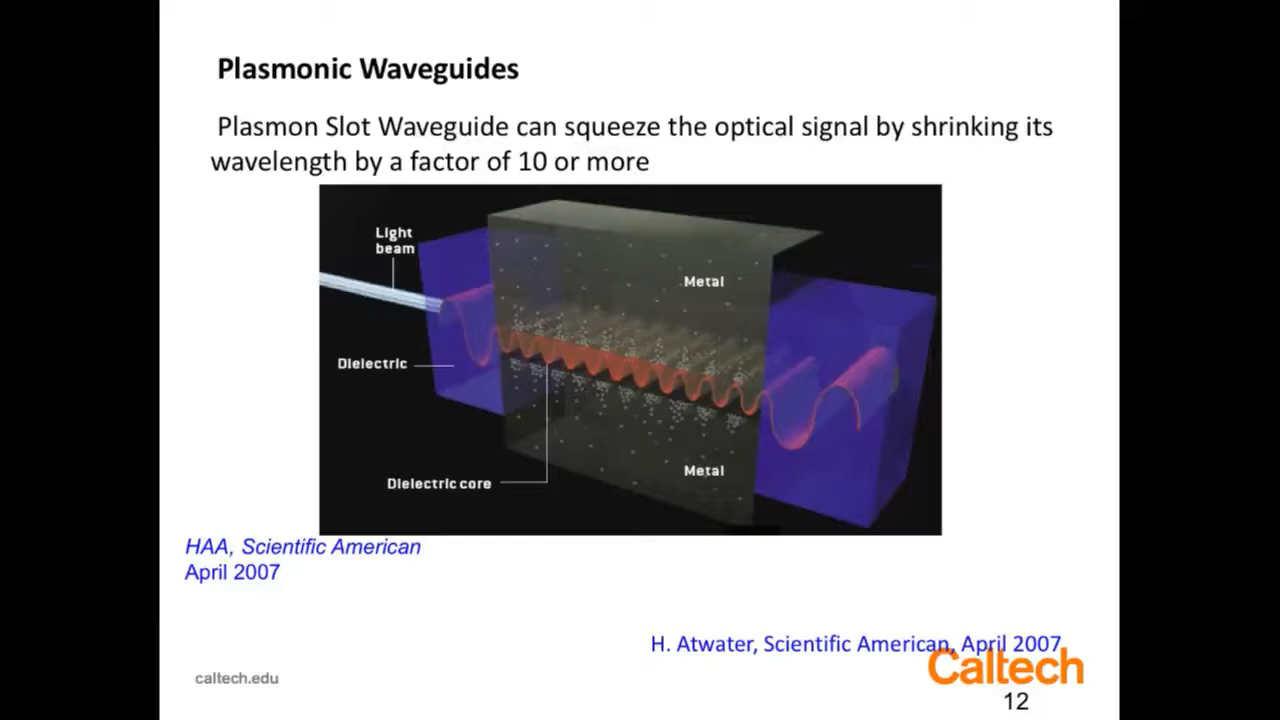 Plasmonic Waveguides
Plasmon Slot Waveguide can squeeze the optical signal by shrinking its
wavelength by a factor of 10 or more
Light
beam
Metal
Dielectric
Metal
Dielectric core
HAA, Scientific American
April 2007
H. Atwater, Scientific American, April 2007
Caltech
caltech.edu
12